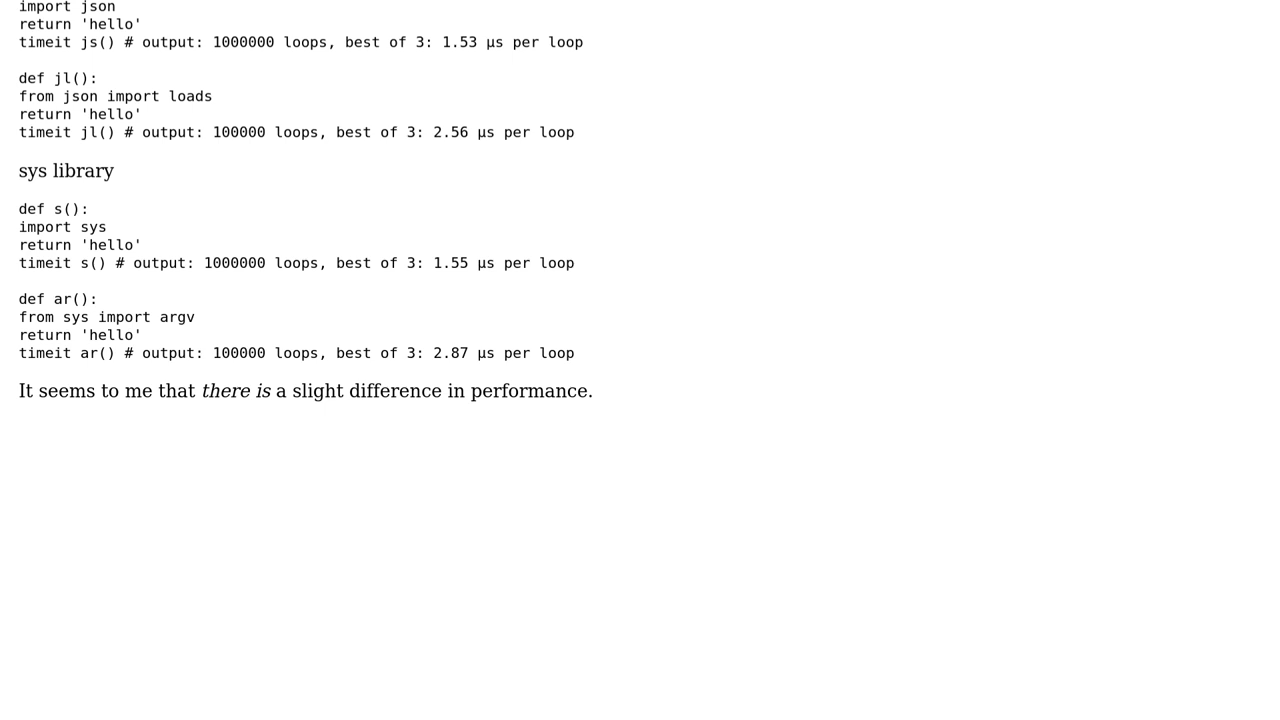 import json
return 'hello'
timeit js() # output: 1000000 loops, best of 3: 1.53 µs per loop
def jl():
from json import loads
return 'hello'
timeit jl() # output: 100000 loops, best of 3: 2.56 µs per loop
sys library
def s():
import sys
return 'hello'
timeit s() # output: 1000000 loops, best of 3: 1.55 µs per loop
def ar():
from sys import argv
return 'hello'
timeit ar() # output: 100000 loops, best of 3: 2.87 µs per loop
It seems to me that there is a slight difference in performance.